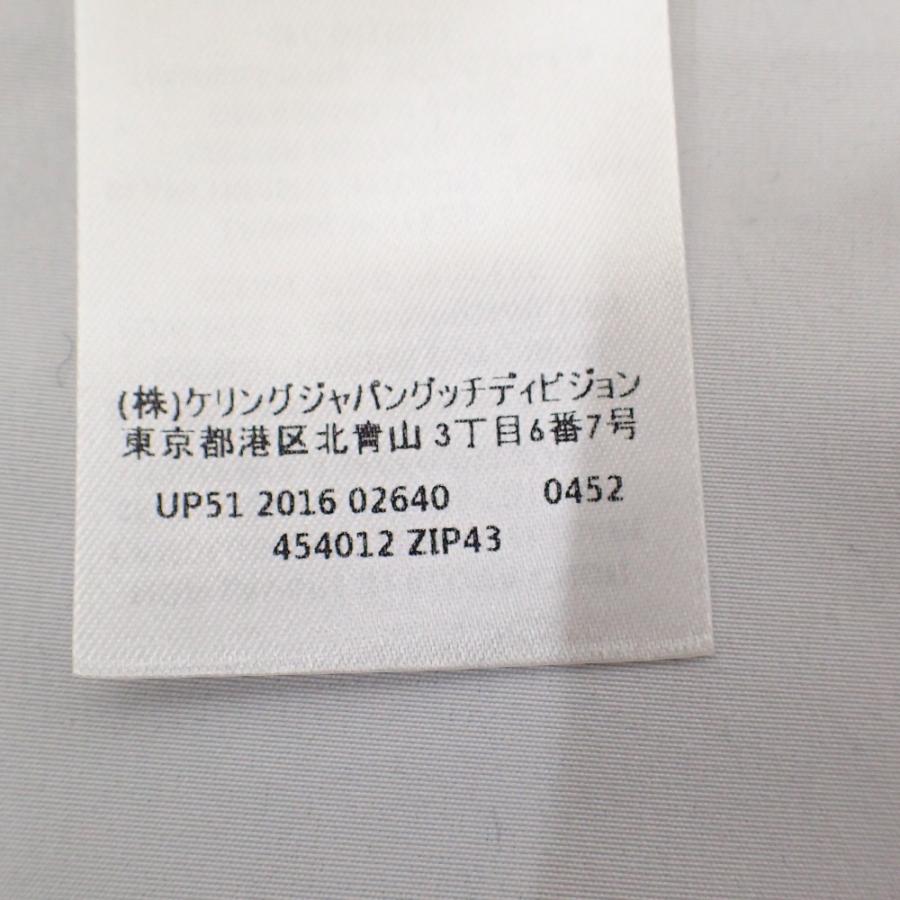 (株)ケリングジャパングッチディビジョン
東京都港区北青山3丁目6番7号
UP51 2016 02640 0452
454012 ZIP43